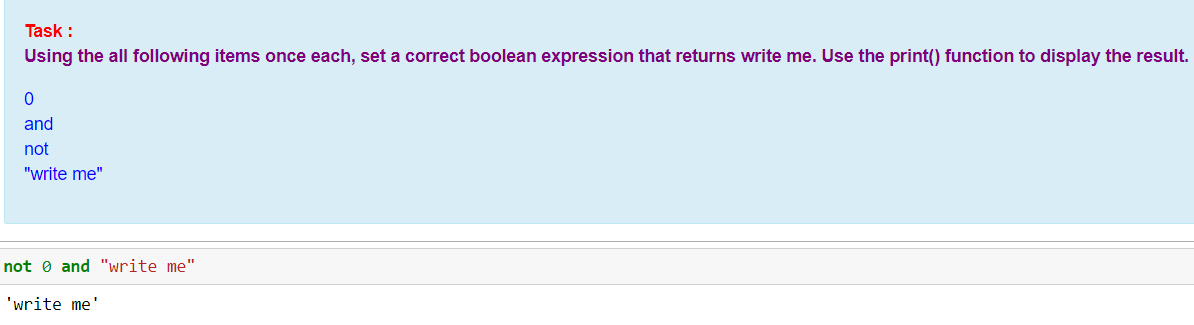 Task :
Using the all following items once each, set a correct boolean expression that returns write me. Use the print() function to display the result.
0
and
not
"write me"
not 0 and "write me"
'write me'